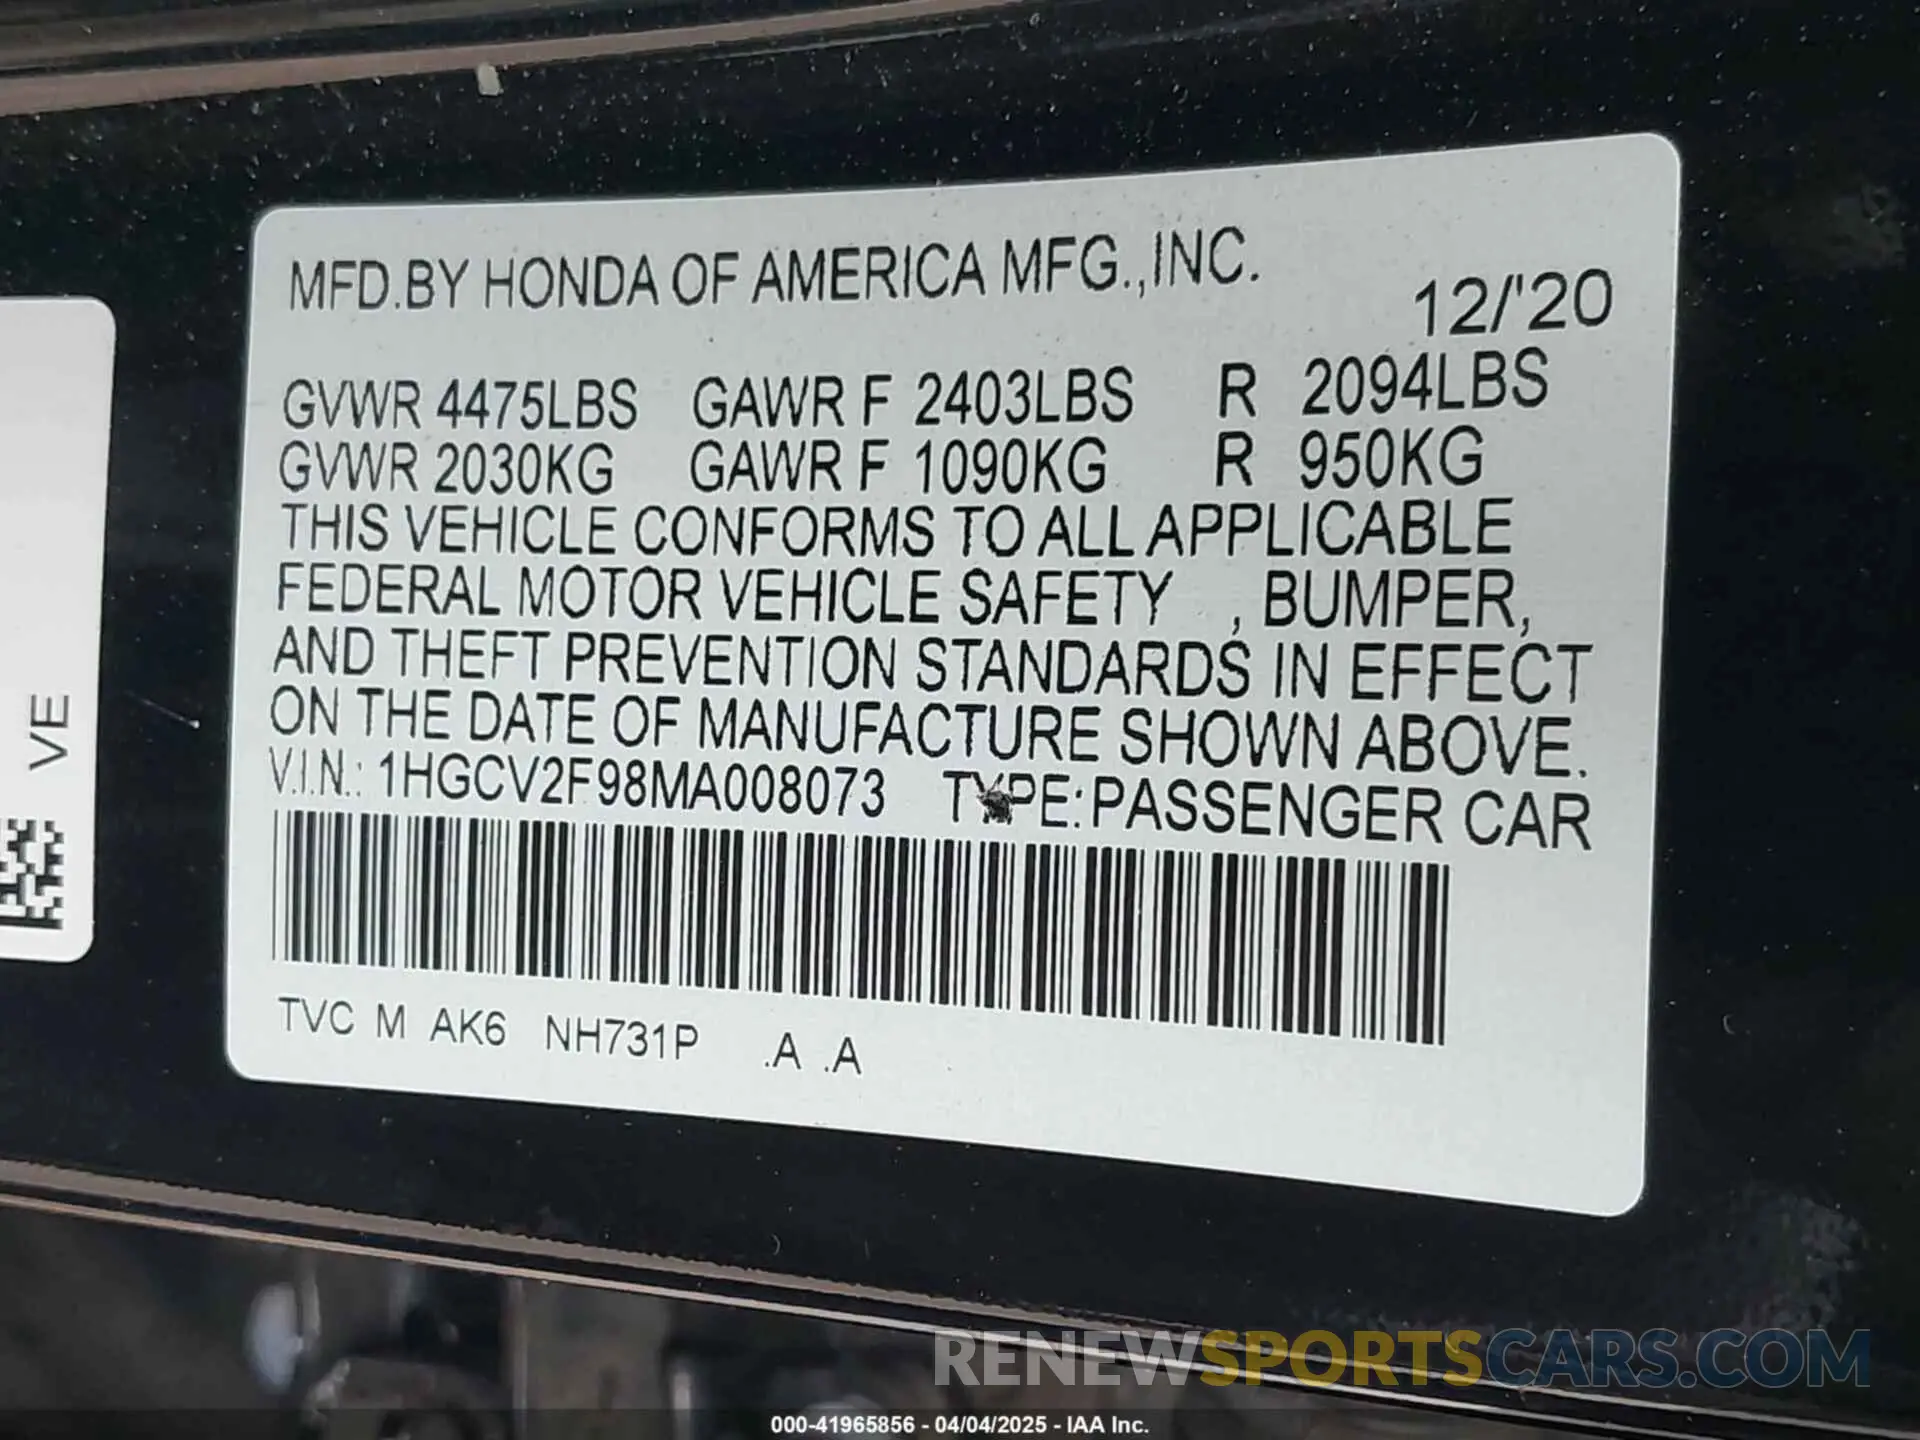 MFD.BY HONDA OF AMERICA MFG.,INC.
12/'20
GVWR 4475LBS GAWR F 2403LBS R 2094LBS
GVWR 2030KG GAWR F 1090KG R 950KG
THIS VEHICLE CONFORMS TO ALL APPLICABLE
FEDERAL MOTOR VEHICLE SAFETY , BUMPER,
AND THEFT PREVENTION STANDARDS IN EFFECT
ON THE DATE OF MANUFACTURE SHOWN ABOVE.
V.I.N.: 1HGCV2F98MA008073 TYPE:PASSENGER CAR
TVC M AK6 NH731P .A .A
VE
RENEWSPORTSCARS.COM
000-41965856 - 04/04/2025 - IAA Inc.